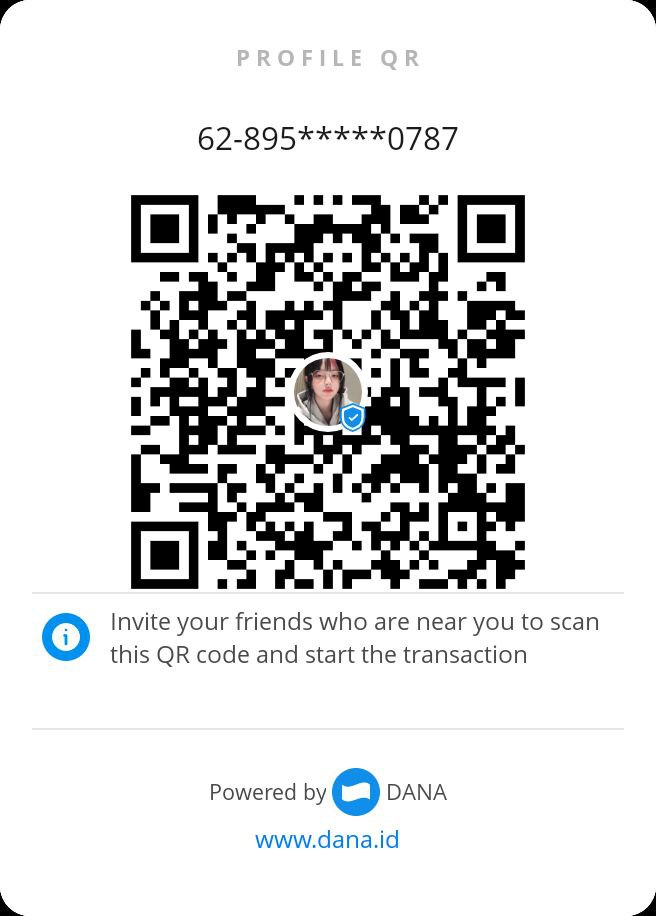 PROFILE QR
62-895*****0787
Invite your friends who are near you to scan
this QR code and start the transaction
Powered by DANA
www.dana.id